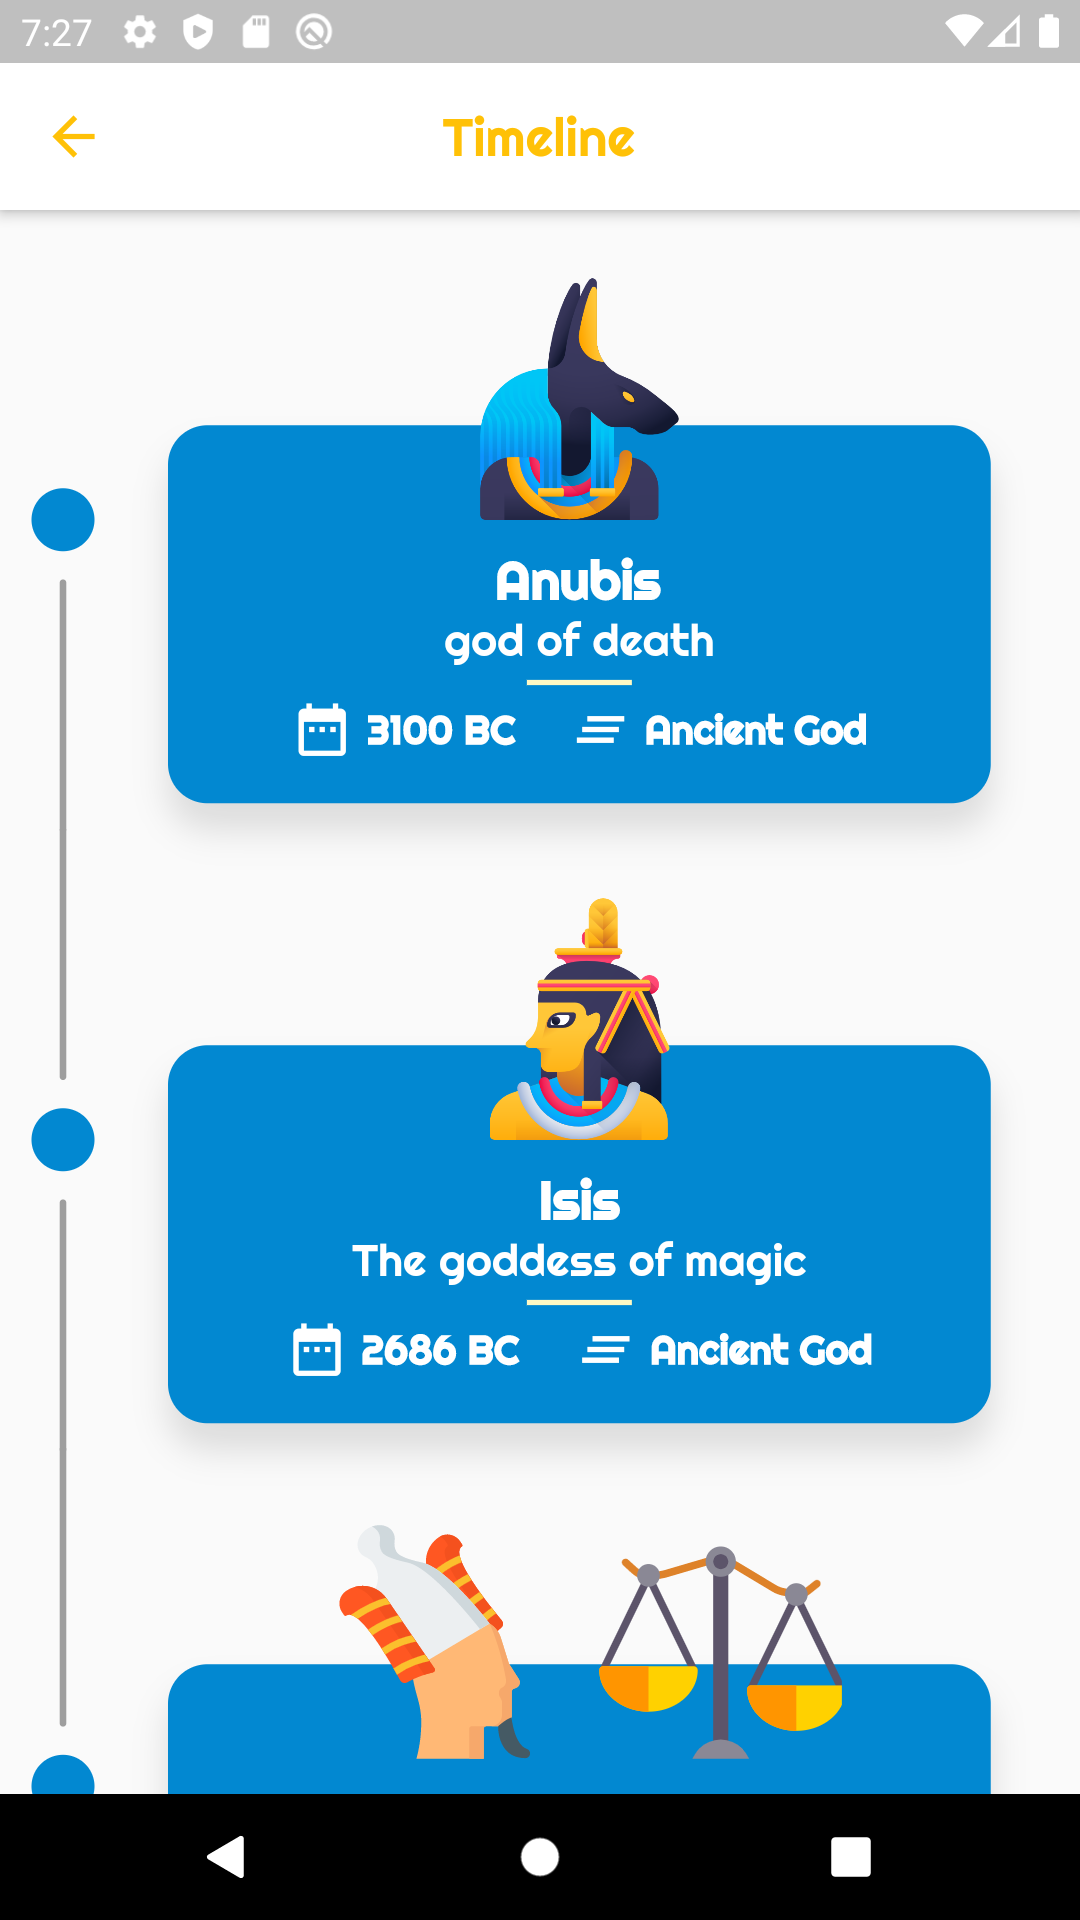 7:27
Timeline
Anubis
god of death
3100 BC Ancient God
Isis
The goddess of magic
2686 BC Ancient God